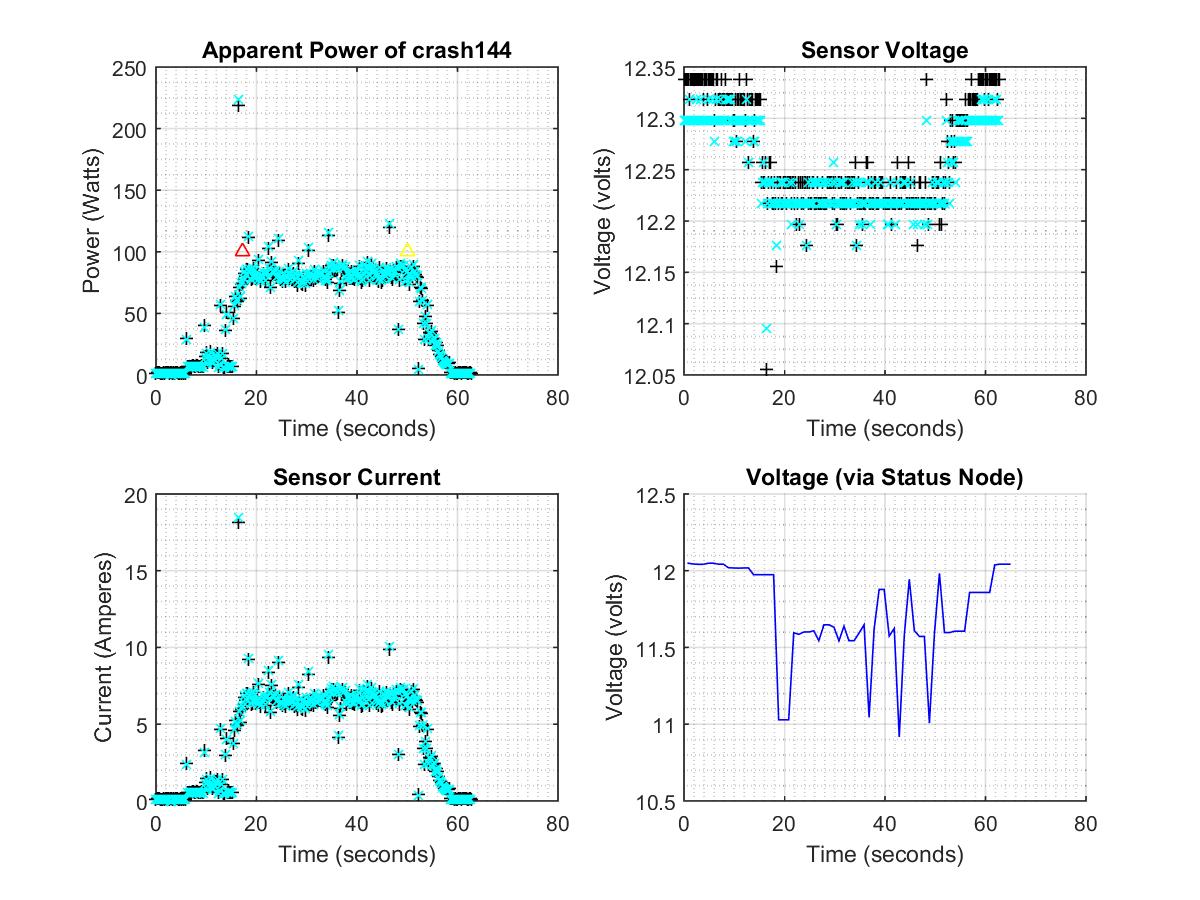 Apparent Power of crash144
250
200
150
100
50
0
Power (Watts)
0 20 40 60 80
Time (seconds)
Sensor Voltage
12.35
12.3
12.25
12.2
12.15
12.1
12.05
Voltage (volts)
0 20 40 60 80
Time (seconds)
Sensor Current
20
15
10
5
0
Current (Amperes)
0 20 40 60 80
Time (seconds)
Voltage (via Status Node)
12.5
12
11.5
11
10.5
Voltage (volts)
0 20 40 60 80
Time (seconds)